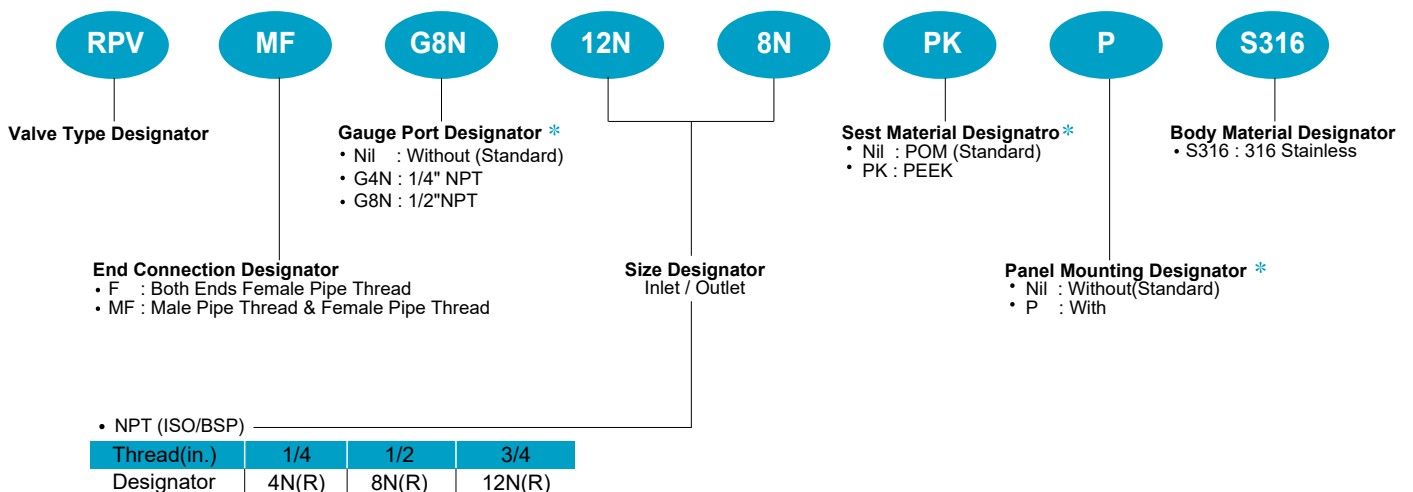 RPV MF G8N 12N 8N PK P S316
Valve Type Designator
Gauge Port Designator *
• Nil : Without (Standard)
• G4N : 1/4" NPT
• G8N : 1/2"NPT
Sest Material Designatro*
• Nil : POM (Standard)
• PK : PEEK
Body Material Designator
• S316 : 316 Stainless
End Connection Designator
• F : Both Ends Female Pipe Thread
• MF : Male Pipe Thread & Female Pipe Thread
Size Designator
Inlet / Outlet
Panel Mounting Designator *
• Nil : Without(Standard)
• P : With
• NPT (ISO/BSP)
Thread(in.) 1/4 1/2 3/4
Designator 4N(R) 8N(R) 12N(R)